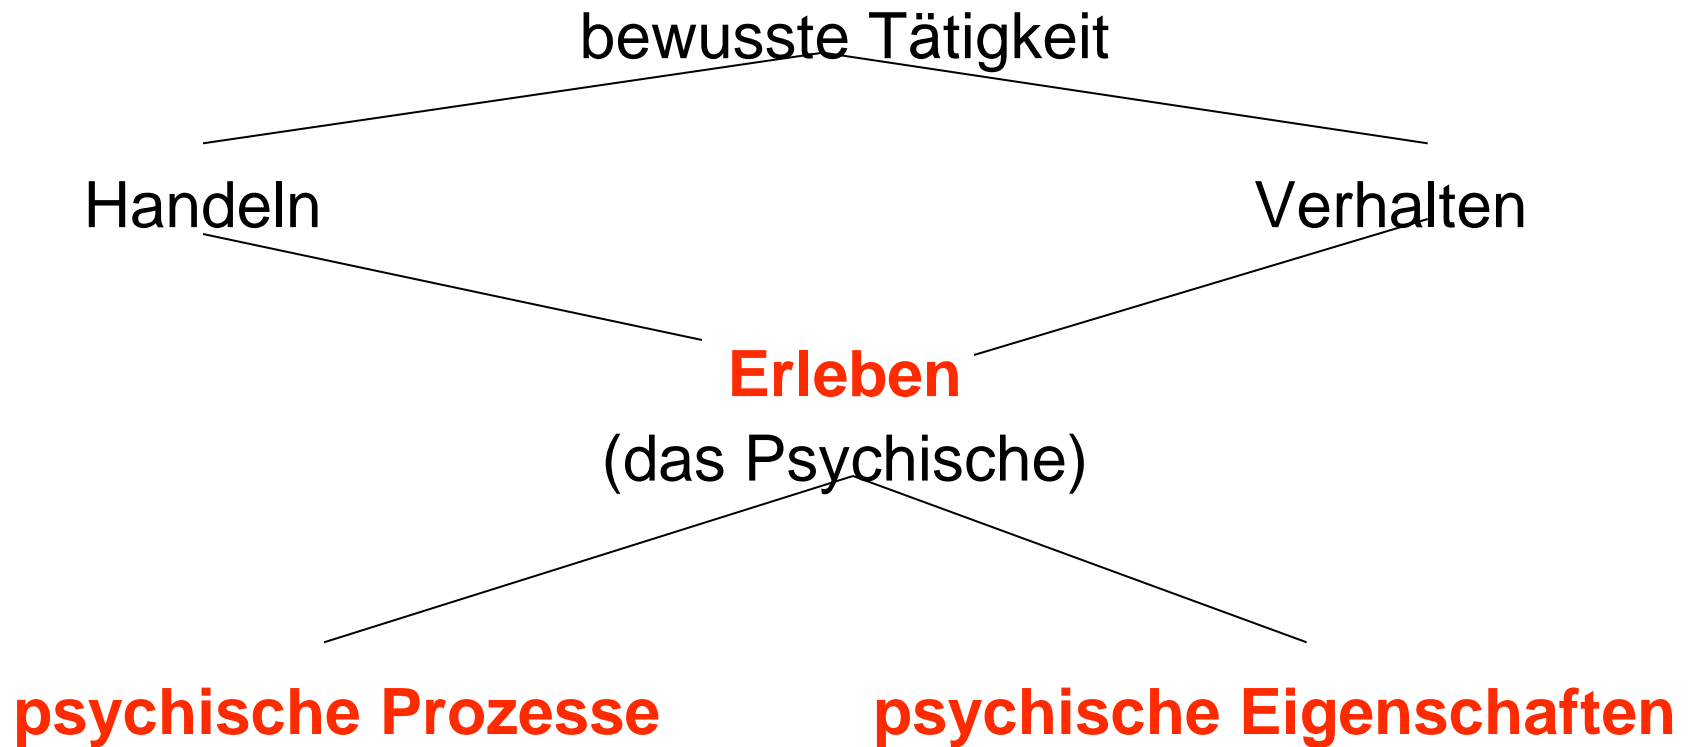 bewusste Tätigkeit
Handeln Verhalten
Erleben
(das Psychische)
psychische Prozesse psychische Eigenschaften